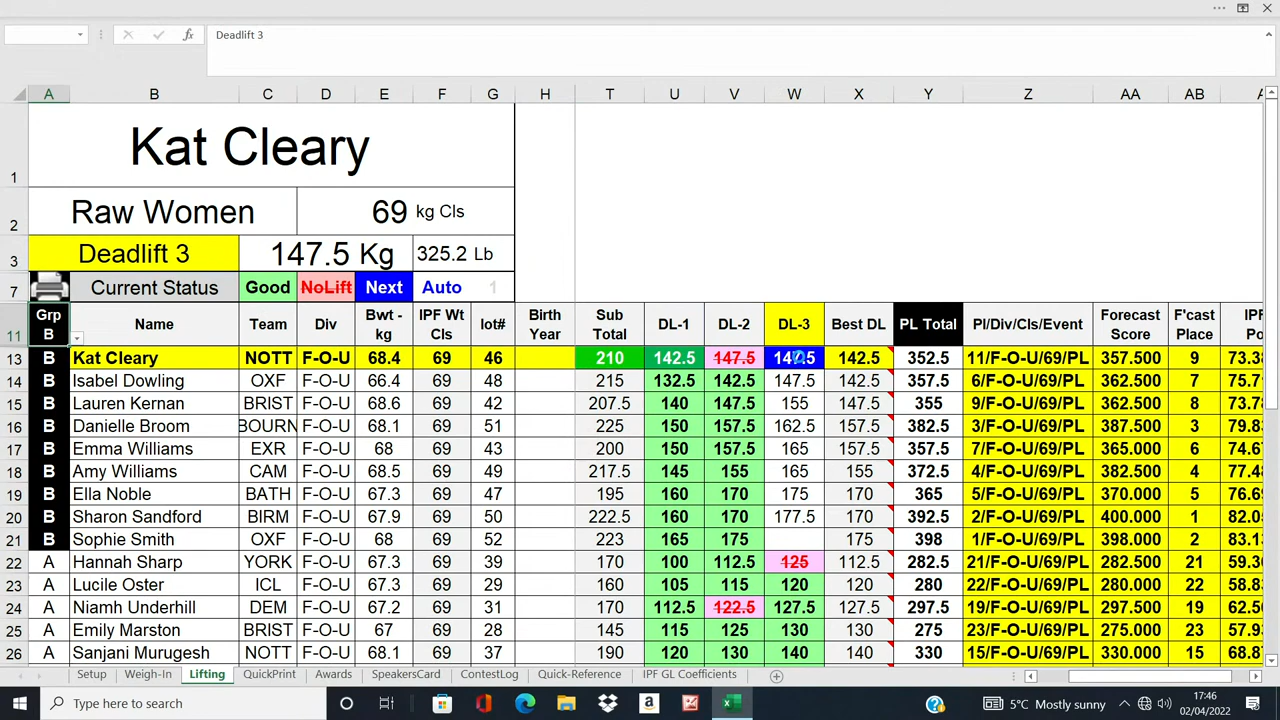 Deadlift 3
A B C D E F G H T U V W X Y Z AA AB
1 Kat Cleary
2 Raw Women 69 kg Cls
3 Deadlift 3 147.5 Kg 325.2 Lb
7 Current Status Good NoLift Next Auto 1
11 Grp B Name Team Div Bwt - kg IPF Wt Cls lot# Birth Year Sub Total DL-1 DL-2 DL-3 Best DL PL Total Pl/Div/Cls/Event Forecast Score F'cast Place
13 B Kat Cleary NOTT F-O-U 68.4 69 46 210 142.5 147.5 147.5 142.5 352.5 11/F-O-U/69/PL 357.500 9
14 B Isabel Dowling OXF F-O-U 66.4 69 48 215 132.5 142.5 147.5 142.5 357.5 6/F-O-U/69/PL 362.500 7
15 B Lauren Kernan BRIST F-O-U 68.6 69 42 207.5 140 147.5 155 147.5 355 9/F-O-U/69/PL 362.500 8
16 B Danielle Broom BOURN F-O-U 68.1 69 51 225 150 157.5 162.5 157.5 382.5 3/F-O-U/69/PL 387.500 3
17 B Emma Williams EXR F-O-U 68 69 43 200 150 157.5 165 157.5 357.5 7/F-O-U/69/PL 365.000 6
18 B Amy Williams CAM F-O-U 68.5 69 49 217.5 145 155 165 155 372.5 4/F-O-U/69/PL 382.500 4
19 B Ella Noble BATH F-O-U 67.3 69 47 195 160 170 175 170 365 5/F-O-U/69/PL 370.000 5
20 B Sharon Sandford BIRM F-O-U 67.9 69 50 222.5 160 170 177.5 170 392.5 2/F-O-U/69/PL 400.000 1
21 B Sophie Smith OXF F-O-U 68 69 52 223 165 175 175 398 1/F-O-U/69/PL 398.000 2
22 A Hannah Sharp YORK F-O-U 67.3 69 39 170 100 112.5 125 112.5 282.5 21/F-O-U/69/PL 282.500 21
23 A Lucile Oster ICL F-O-U 67.3 69 29 160 105 115 120 120 280 22/F-O-U/69/PL 280.000 22
24 A Niamh Underhill DEM F-O-U 67.2 69 31 170 112.5 122.5 127.5 127.5 297.5 19/F-O-U/69/PL 297.500 19
25 A Emily Marston BRIST F-O-U 67 69 28 145 115 125 130 130 275 23/F-O-U/69/PL 275.000 23
26 A Sanjani Murugesh NOTT F-O-U 68.1 69 37 190 120 130 140 140 330 15/F-O-U/69/PL 330.000 15
Setup Weigh-In Lifting QuickPrint Awards SpeakersCard ContestLog Quick-Reference IPF GL Coefficients
Type here to search
5°C Mostly sunny
17:46
02/04/2022